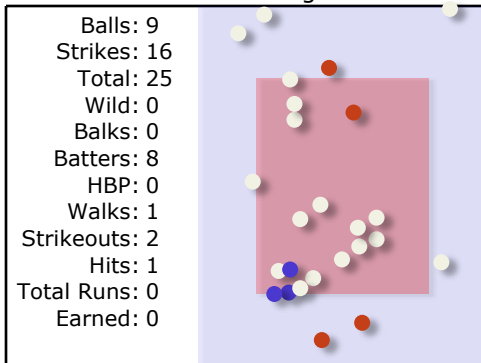 Balls: 9
Strikes: 16
Total: 25
Wild: 0
Balks: 0
Batters: 8
HBP: 0
Walks: 1
Strikeouts: 2
Hits: 1
Total Runs: 0
Earned: 0